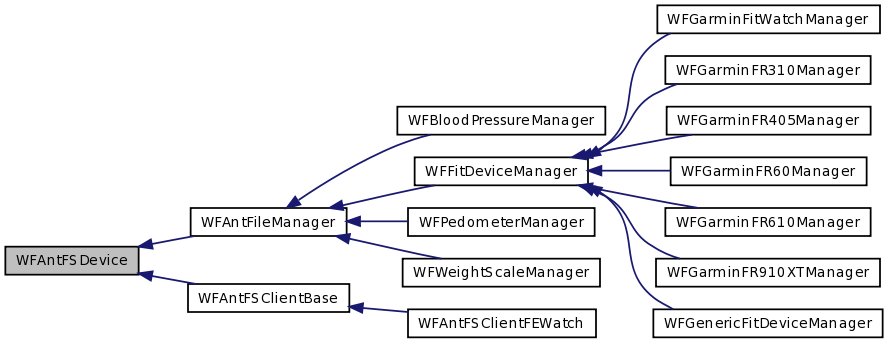 WFAntFSDevice
WFAntFileManager
WFAntFSClientBase
WFBloodPressureManager
WFFitDeviceManager
WFPedometerManager
WFWeightScaleManager
WFAntFSClientFEWatch
WFGarminFitWatchManager
WFGarminFR310Manager
WFGarminFR405Manager
WFGarminFR60Manager
WFGarminFR610Manager
WFGarminFR910XTManager
WFGenericFitDeviceManager